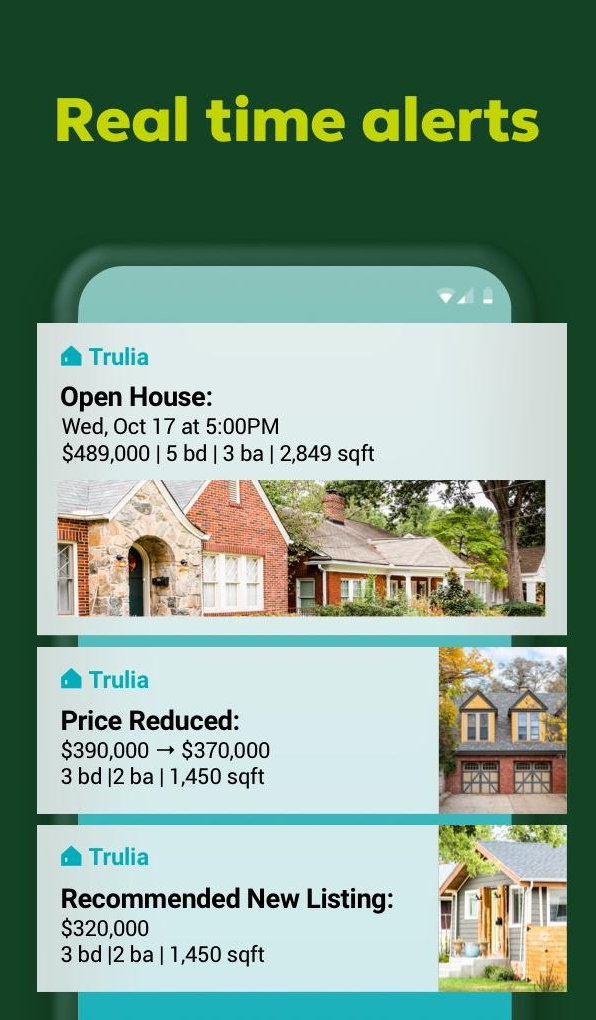 Real time alerts
Trulia
Open House:
Wed, Oct 17 at 5:00PM
$489,000 | 5 bd | 3 ba | 2,849 sqft
Trulia
Price Reduced:
$390,000 → $370,000
3 bd |2 ba | 1,450 sqft
Trulia
Recommended New Listing:
$320,000
3 bd |2 ba | 1,450 sqft